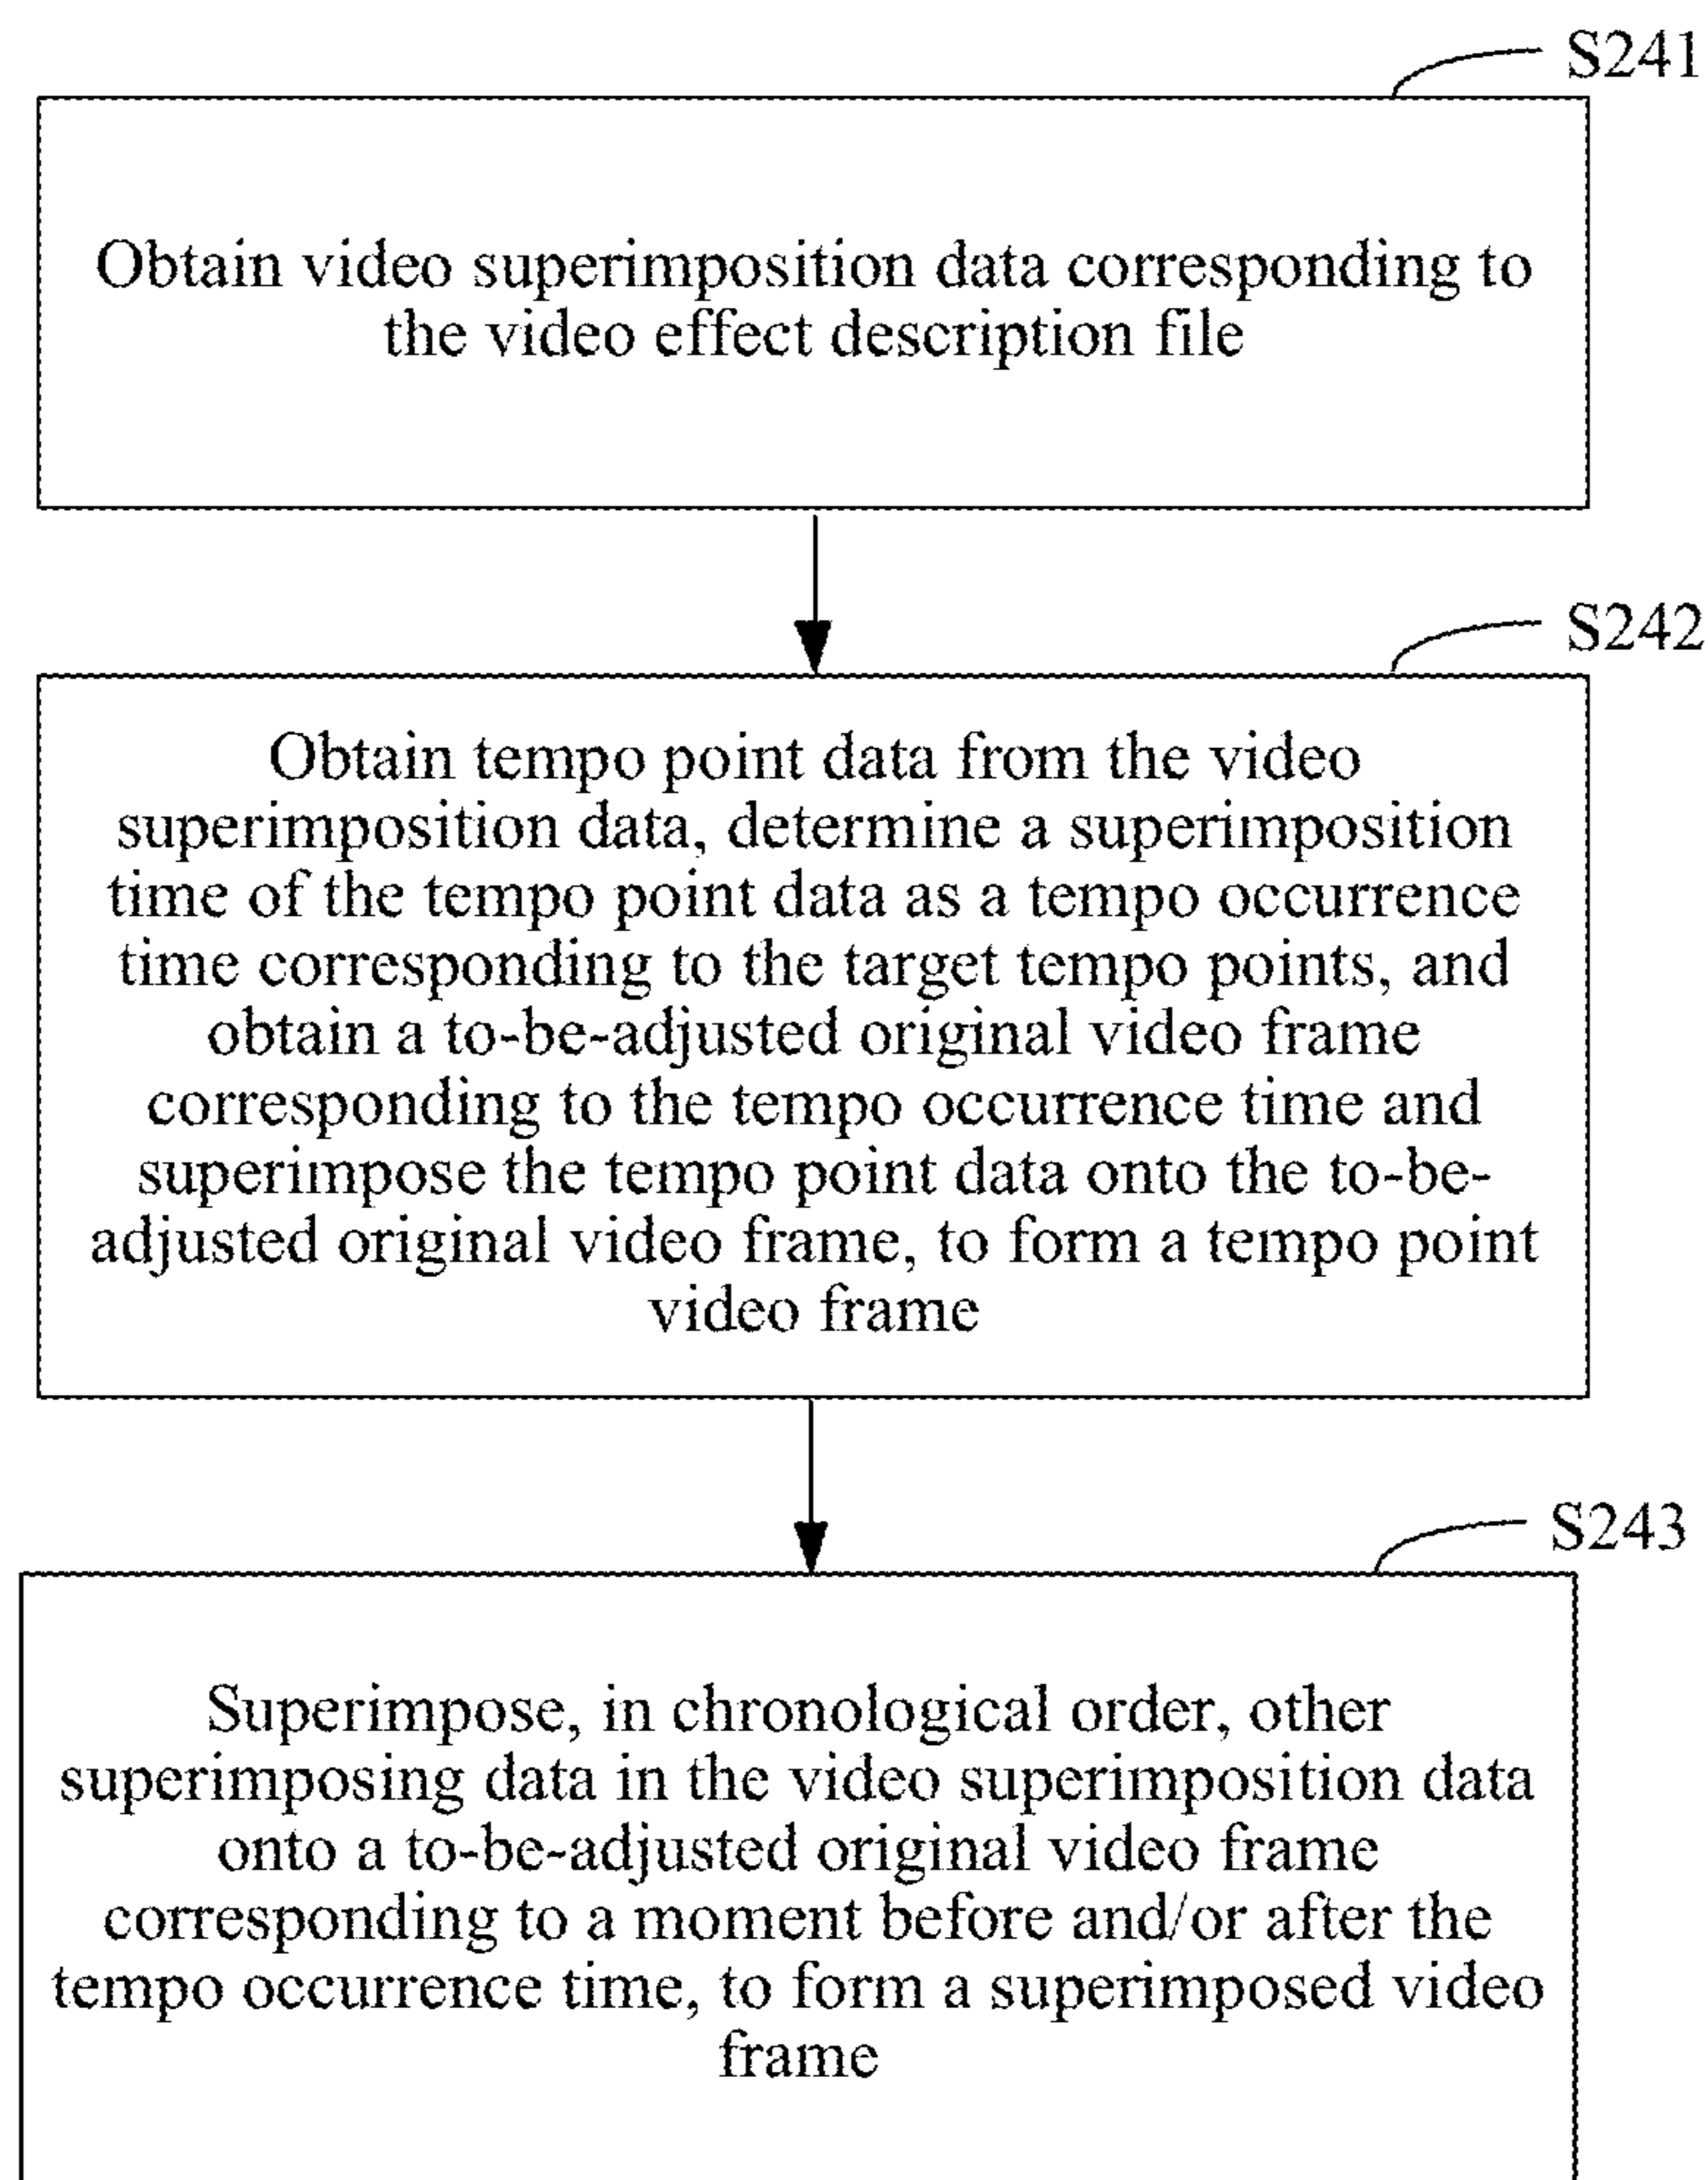 S241
Obtain video superimposition data corresponding to
the video effect description file
S242
Obtain tempo point data from the video
superimposition data, determine a superimposition
time of the tempo point data as a tempo occurrence
time corresponding to the target tempo points, and
obtain a to-be-adjusted original video frame
corresponding to the tempo occurrence time and
superimpose the tempo point data onto the to-be-
adjusted original video frame, to form a tempo point
video frame
S243
Superimpose, in chronological order, other
superimposing data in the video superimposition data
onto a to-be-adjusted original video frame
corresponding to a moment before and/or after the
tempo occurrence time, to form a superimposed video
frame